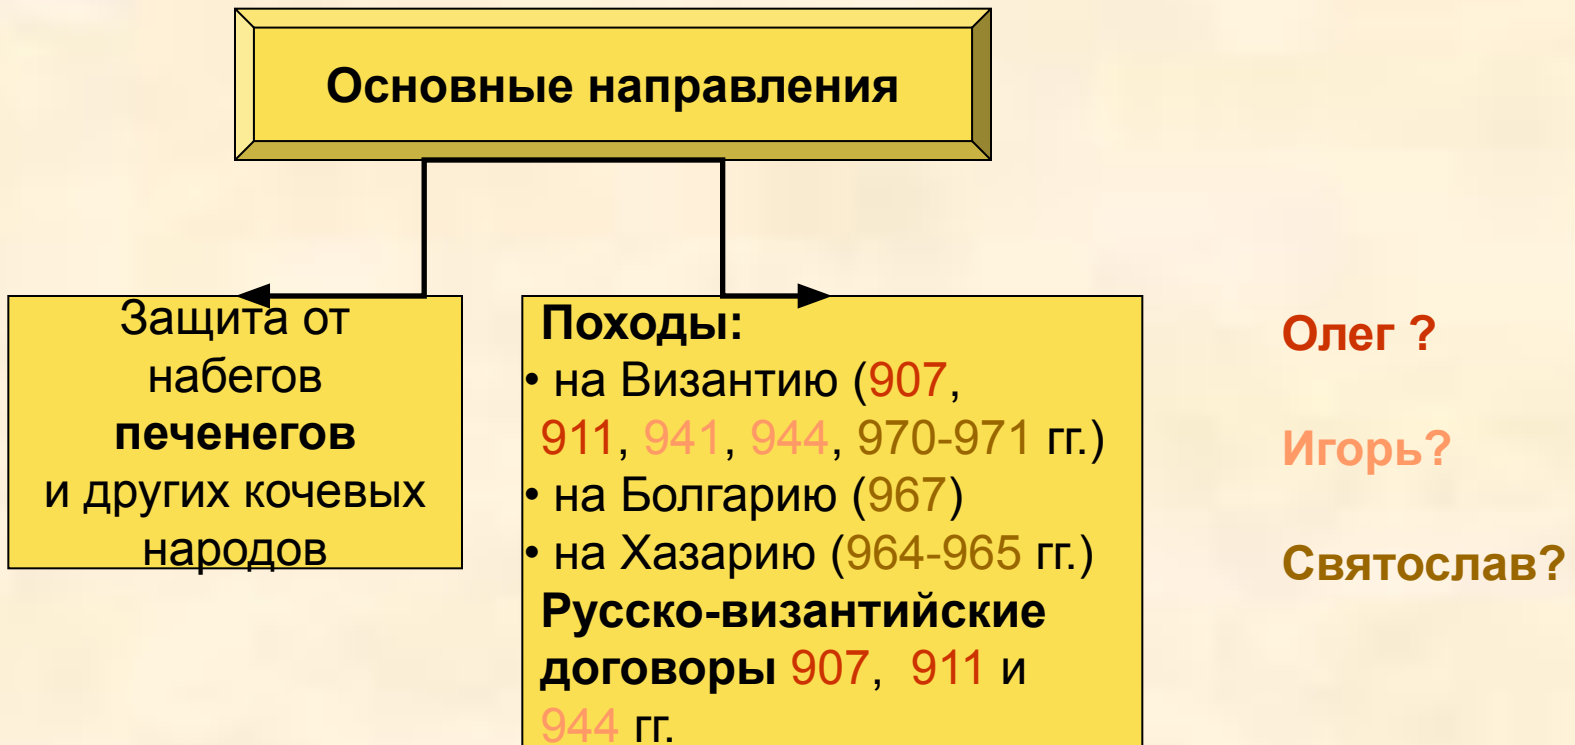 Основные направления
Защита от
набегов
печенегов
и других кочевых
народов
Походы:
• на Византию (907,
911, 941, 944, 970-971 гг.)
• на Болгарию (967)
• на Хазарию (964-965 гг.)
Русско-византийские
договоры 907, 911 и
944 гг.
Олег ?
Игорь?
Святослав?